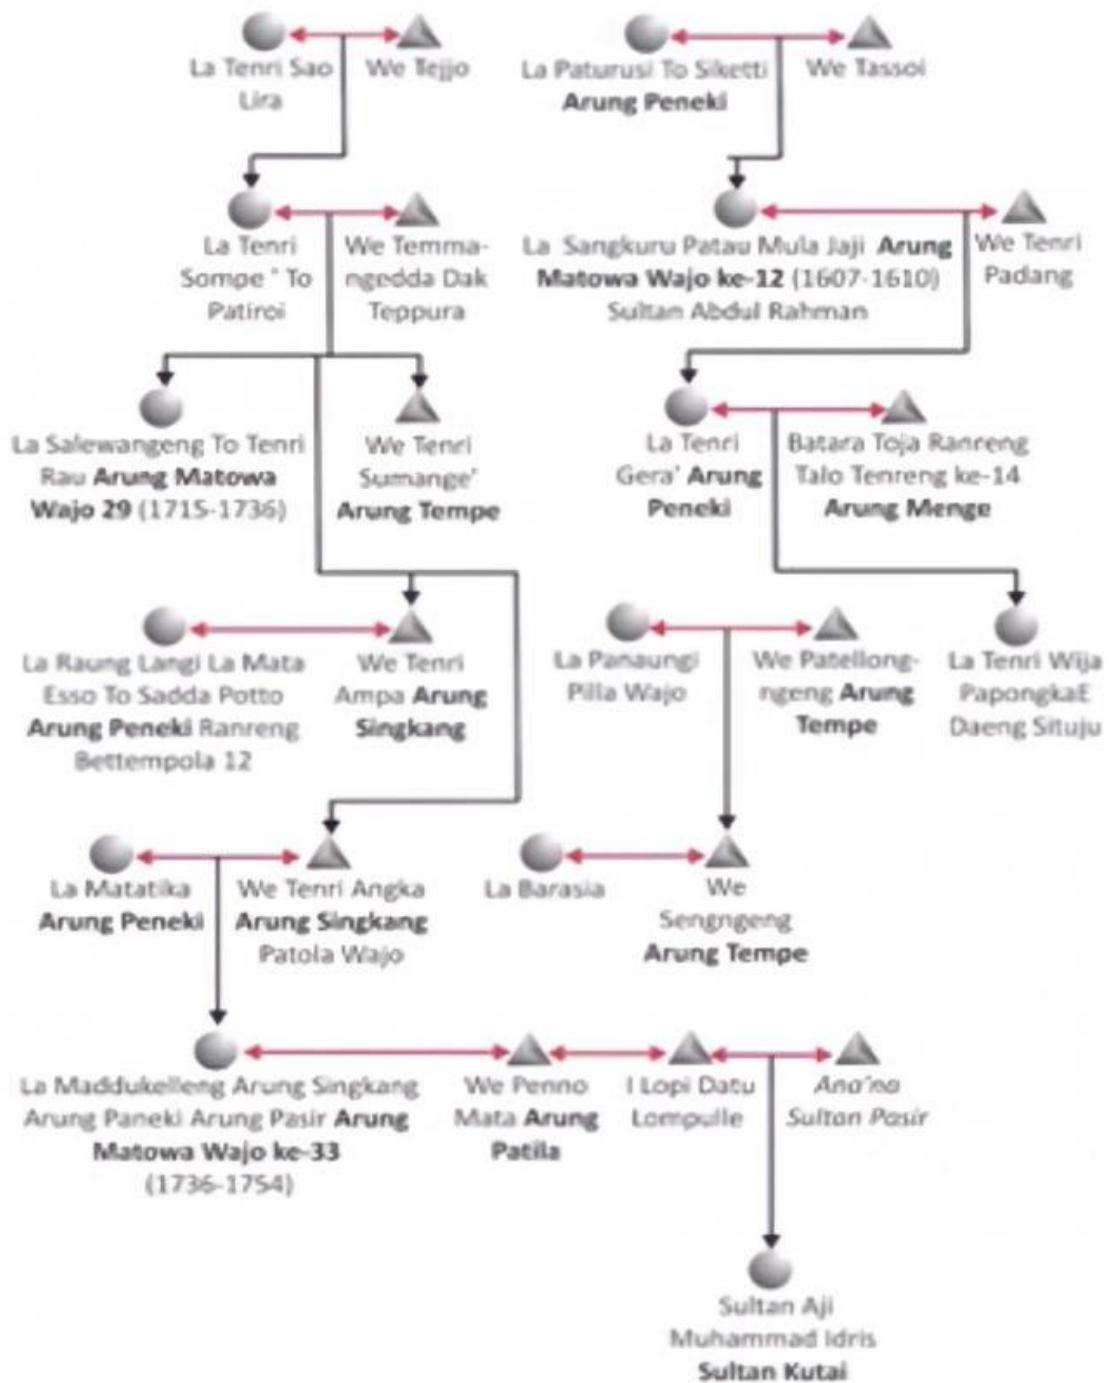 La Tenri Sao
Lira
We Tejjo
La Paturusi To Siketti
Arung Peneki
We Tassoi
La Tenri
Sompe " To
Patiroi
We Temma-
ngedda Dak
Teppura
La Sangkuru Patau Mula Jaji Arung
Matowa Wajo ke-12 (1607-1610)
Sultan Abdul Rahman
We Tenri
Padang
La Salewangeng To Tenri
Rau Arung Matowa
Wajo 29 (1715-1736)
We Tenri
Sumange'
Arung Tempe
La Tenri
Gera' Arung
Peneki
Batara Toja Ranreng
Talo Tenreng ke-14
Arung Menge
La Raung Langi La Mata
Esso To Sadda Potto
Arung Peneki Ranreng
Bettempola 12
We Tenri
Ampa Arung
Singkang
La Panaungi
Pilla Wajo
We Patellong-
ngeng Arung
Tempe
La Tenri Wija
PapongkaE
Daeng Situju
La Matatika
Arung Peneki
We Tenri Angka
Arung Singkang
Patola Wajo
La Barasia
We
Sengngeng
Arung Tempe
La Maddukelleng Arung Singkang
Arung Paneki Arung Pasir Arung
Matowa Wajo ke-33
(1736-1754)
We Penno
Mata Arung
Patila
I Lopi Datu
Lompulle
Ana'na
Sultan Pasir
Sultan Aji
Muhammad Idris
Sultan Kutai